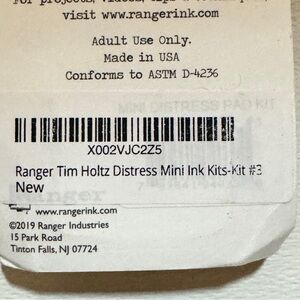 visit www.rangerink.com
Adult Use Only.
Made in USA
Conforms to ASTM D-4236
MINI DISTRESS PAD KIT
X002VJC2Z5
Ranger Tim Holtz Distress Mini Ink Kits-Kit #3
New
www.rangerink.com
©2019 Ranger Industries
15 Park Road
Tinton Falls, NJ 07724